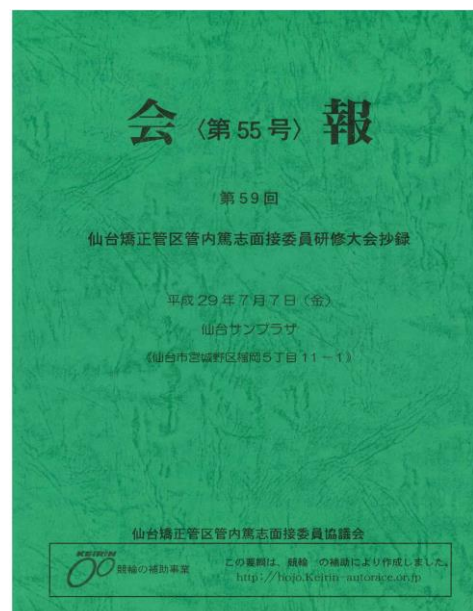 会〈第55号〉報
第59回
仙台矯正管区管内篤志面接委員研修大会抄録
平成29年7月7日(金)
仙台サンプラザ
(仙台市宮城野区榴岡5丁目11-1)
仙台矯正管区管内篤志面接委員協議会
KEIRIN
競輪の補助事業
この要綱は、競輪 の補助により作成しました。
http://hojo.Keirin-autorace.or.jp